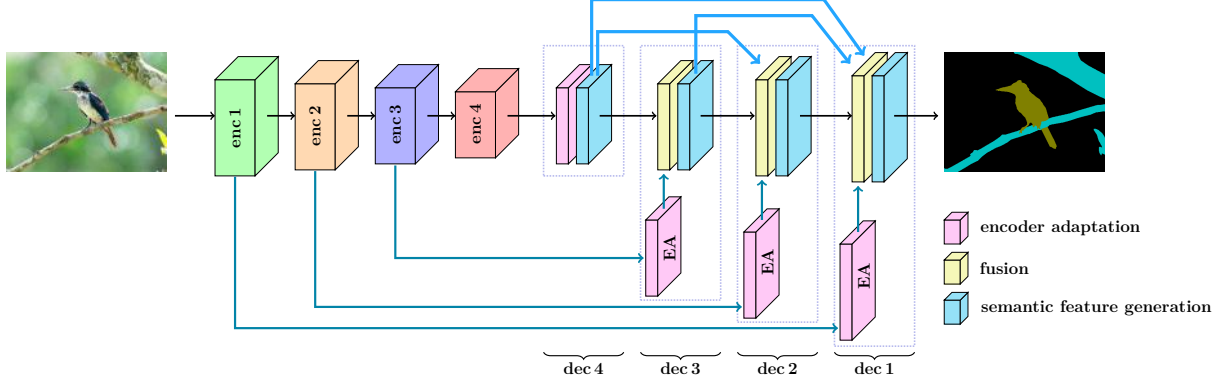 enc 1
enc 2
enc 3
enc 4
EA
EA
EA
encoder adaptation
fusion
semantic feature generation
dec 4
dec 3
dec 2
dec 1